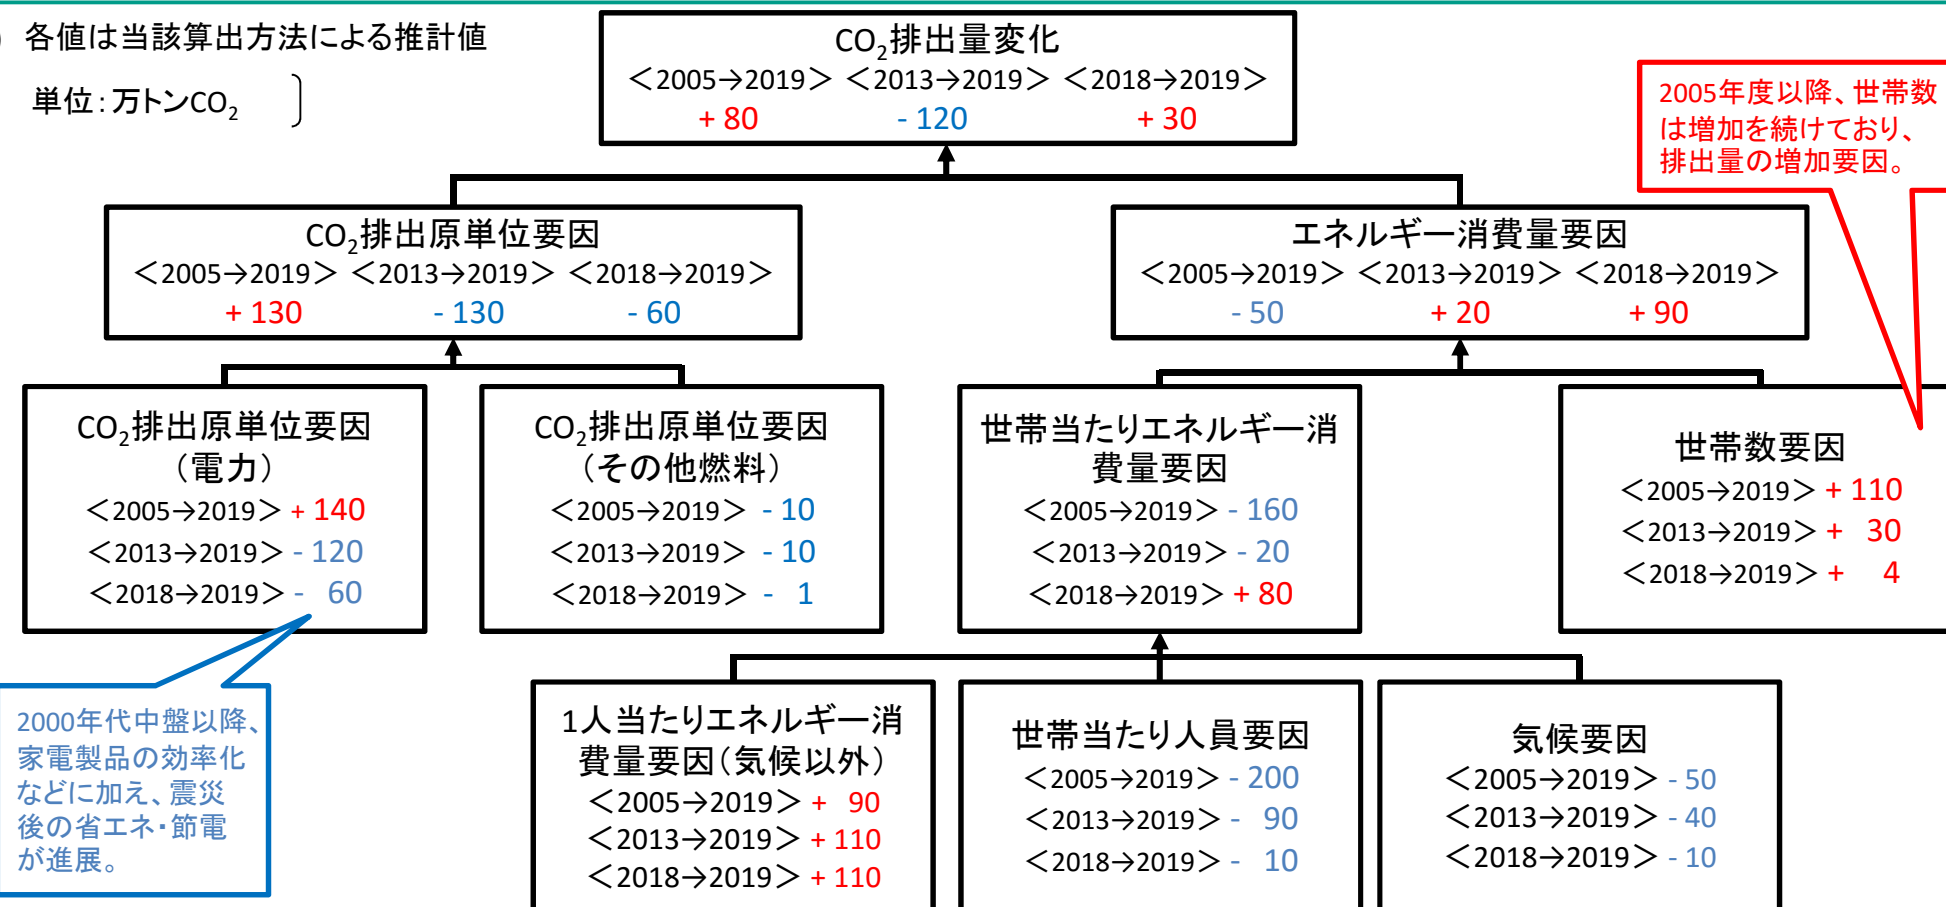 ) 各値は当該算出方法による推計値
単位:万トンCO2
CO2排出量変化
＜2005→2019＞ ＜2013→2019＞ ＜2018→2019＞
+ 80 - 120 + 30
2005年度以降、世帯数
は増加を続けており、
排出量の増加要因。
CO2排出原単位要因
＜2005→2019＞ ＜2013→2019＞ ＜2018→2019＞
+ 130 - 130 - 60
エネルギー消費量要因
＜2005→2019＞ ＜2013→2019＞ ＜2018→2019＞
- 50 + 20 + 90
CO2排出原単位要因
（電力）
＜2005→2019＞ + 140
＜2013→2019＞ - 120
＜2018→2019＞ - 60
CO2排出原単位要因
（その他燃料）
＜2005→2019＞ - 10
＜2013→2019＞ - 10
＜2018→2019＞ - 1
世帯当たりエネルギー消
費量要因
＜2005→2019＞ - 160
＜2013→2019＞ - 20
＜2018→2019＞ + 80
世帯数要因
＜2005→2019＞ + 110
＜2013→2019＞ + 30
＜2018→2019＞ + 4
2000年代中盤以降、
家電製品の効率化
などに加え、震災
後の省エネ・節電
が進展。
1人当たりエネルギー消
費量要因（気候以外）
＜2005→2019＞ + 90
＜2013→2019＞ + 110
＜2018→2019＞ + 110
世帯当たり人員要因
＜2005→2019＞ - 200
＜2013→2019＞ - 90
＜2018→2019＞ - 10
気候要因
＜2005→2019＞ - 50
＜2013→2019＞ - 40
＜2018→2019＞ - 10